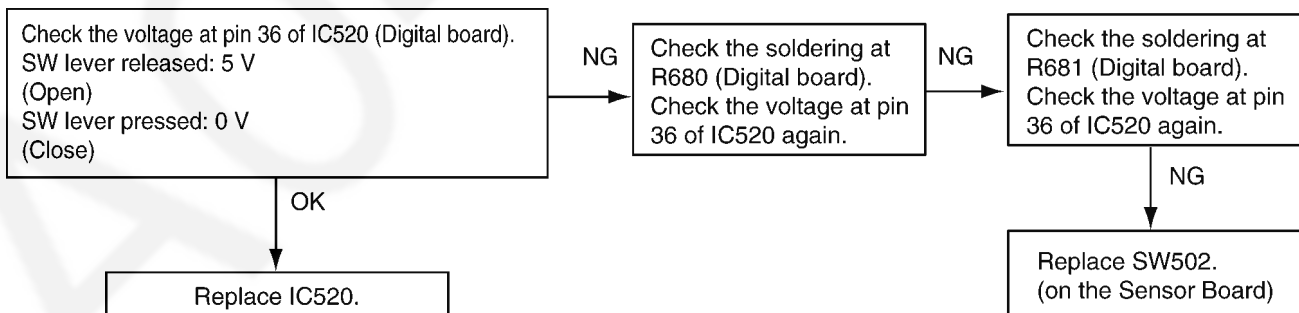 Check the voltage at pin 36 of IC520 (Digital board).
SW lever released: 5 V
(Open)
SW lever pressed: 0 V
(Close)
NG
Check the soldering at
R680 (Digital board).
Check the voltage at pin
36 of IC520 again.
NG
Check the soldering at
R681 (Digital board).
Check the voltage at pin
36 of IC520 again.
OK
NG
Replace IC520.
Replace SW502.
(on the Sensor Board)